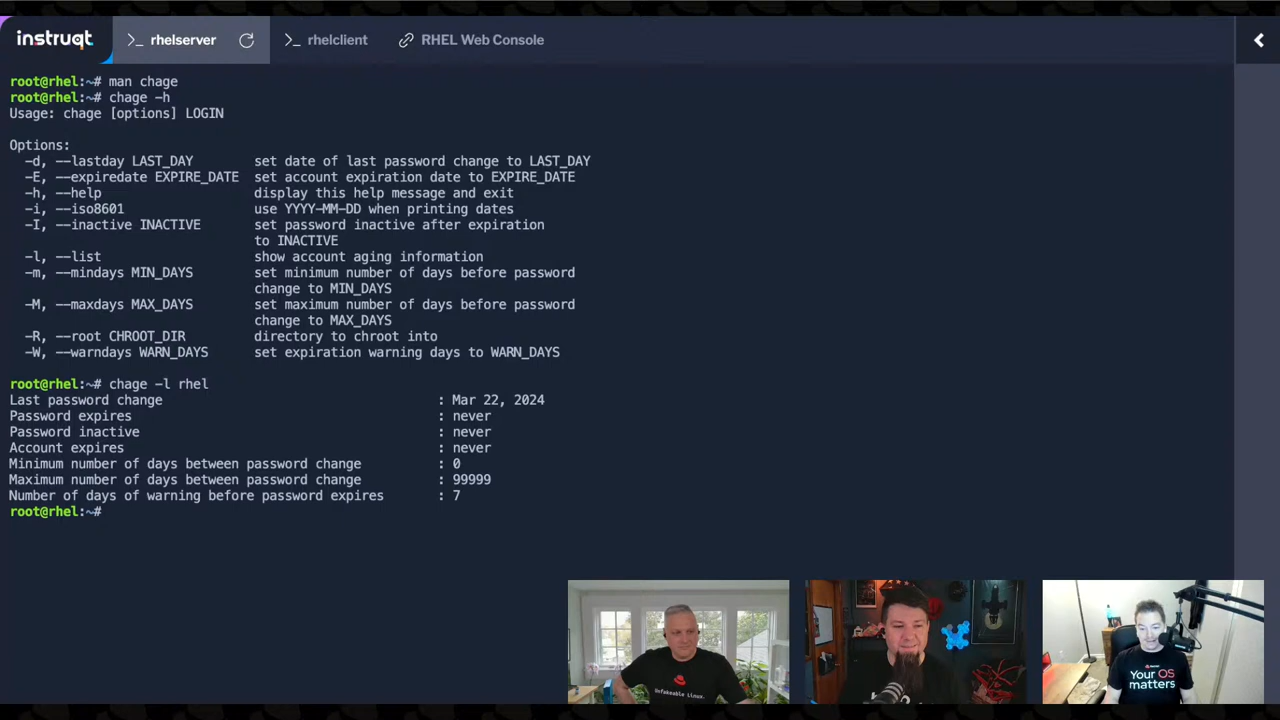 instruqt
rhelserver
rhelclient
RHEL Web Console
root@rhel:~# man chage
root@rhel:~# chage -h
Usage: chage [options] LOGIN
Options:
-d, --lastday LAST_DAY set date of last password change to LAST_DAY
-E, --expiredate EXPIRE_DATE set account expiration date to EXPIRE_DATE
-h, --help display this help message and exit
-i, --iso8601 use YYYY-MM-DD when printing dates
-I, --inactive INACTIVE set password inactive after expiration
to INACTIVE
-l, --list show account aging information
-m, --mindays MIN_DAYS set minimum number of days before password
change to MIN_DAYS
-M, --maxdays MAX_DAYS set maximum number of days before password
change to MAX_DAYS
-R, --root CHROOT_DIR directory to chroot into
-W, --warndays WARN_DAYS set expiration warning days to WARN_DAYS
root@rhel:~# chage -l rhel
Last password change : Mar 22, 2024
Password expires : never
Password inactive : never
Account expires : never
Minimum number of days between password change : 0
Maximum number of days between password change : 99999
Number of days of warning before password expires : 7
root@rhel:~#
Unfakeable Linux.
Your OS
matters